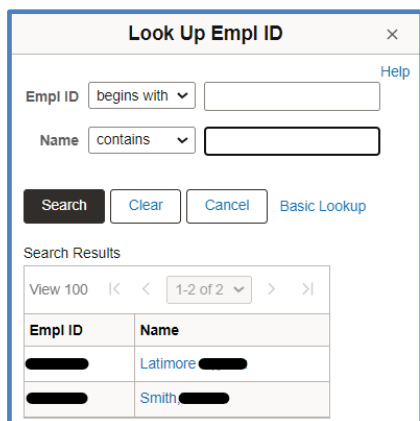 Look Up Empl ID ×
Help
Empl ID begins with
Name contains
Search Clear Cancel Basic Lookup
Search Results
View 100 1-2 of 2
Empl ID Name
Latimore
Smith,